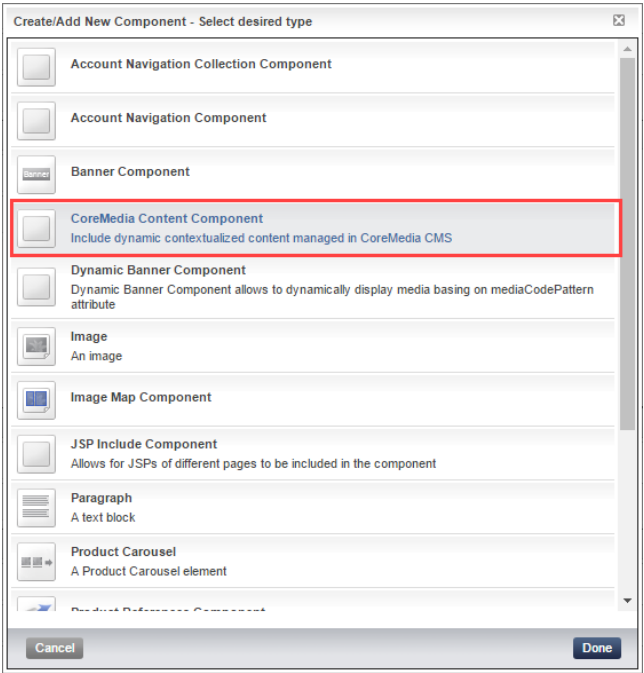 Create/Add New Component - Select desired type
Account Navigation Collection Component
Account Navigation Component
Banner
Banner Component
CoreMedia Content Component
Include dynamic contextualized content managed in CoreMedia CMS
Dynamic Banner Component
Dynamic Banner Component allows to dynamically display media basing on mediaCodePattern
attribute
Image
An image
Image Map Component
JSP Include Component
Allows for JSPs of different pages to be included in the component
Paragraph
A text block
Product Carousel
A Product Carousel element
Product References Component
Cancel
Done